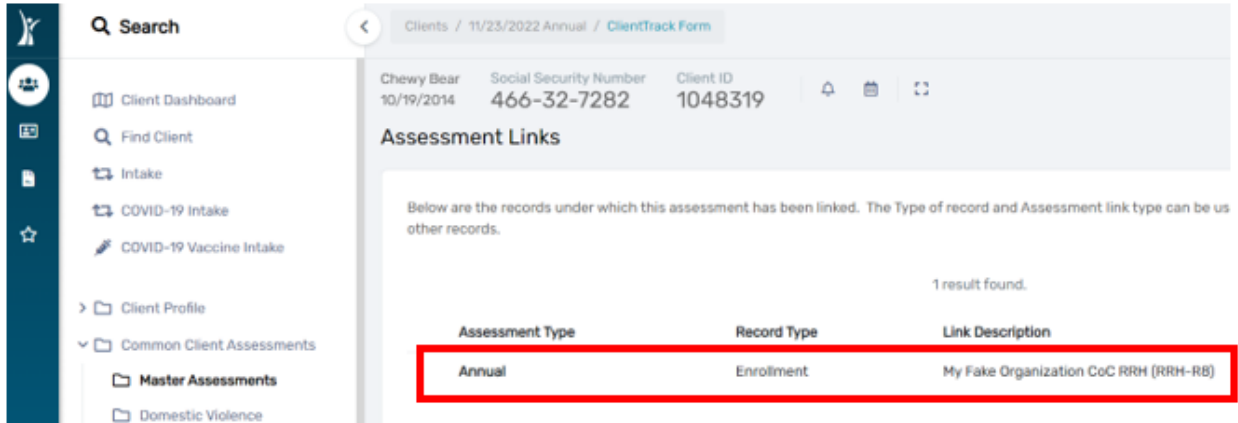 Search
Clients / 11/23/2022 Annual / ClientTrack Form
Client Dashboard
Find Client
Intake
COVID-19 Intake
COVID-19 Vaccine Intake
Client Profile
Common Client Assessments
Master Assessments
Domestic Violence
Chewy Bear Social Security Number Client ID
10/19/2014 466-32-7282 1048319
Assessment Links
Below are the records under which this assessment has been linked. The Type of record and Assessment link type can be us
other records.
1 result found.
Assessment Type Record Type Link Description
Annual Enrollment My Fake Organization CoC RRH (RRH-R8)